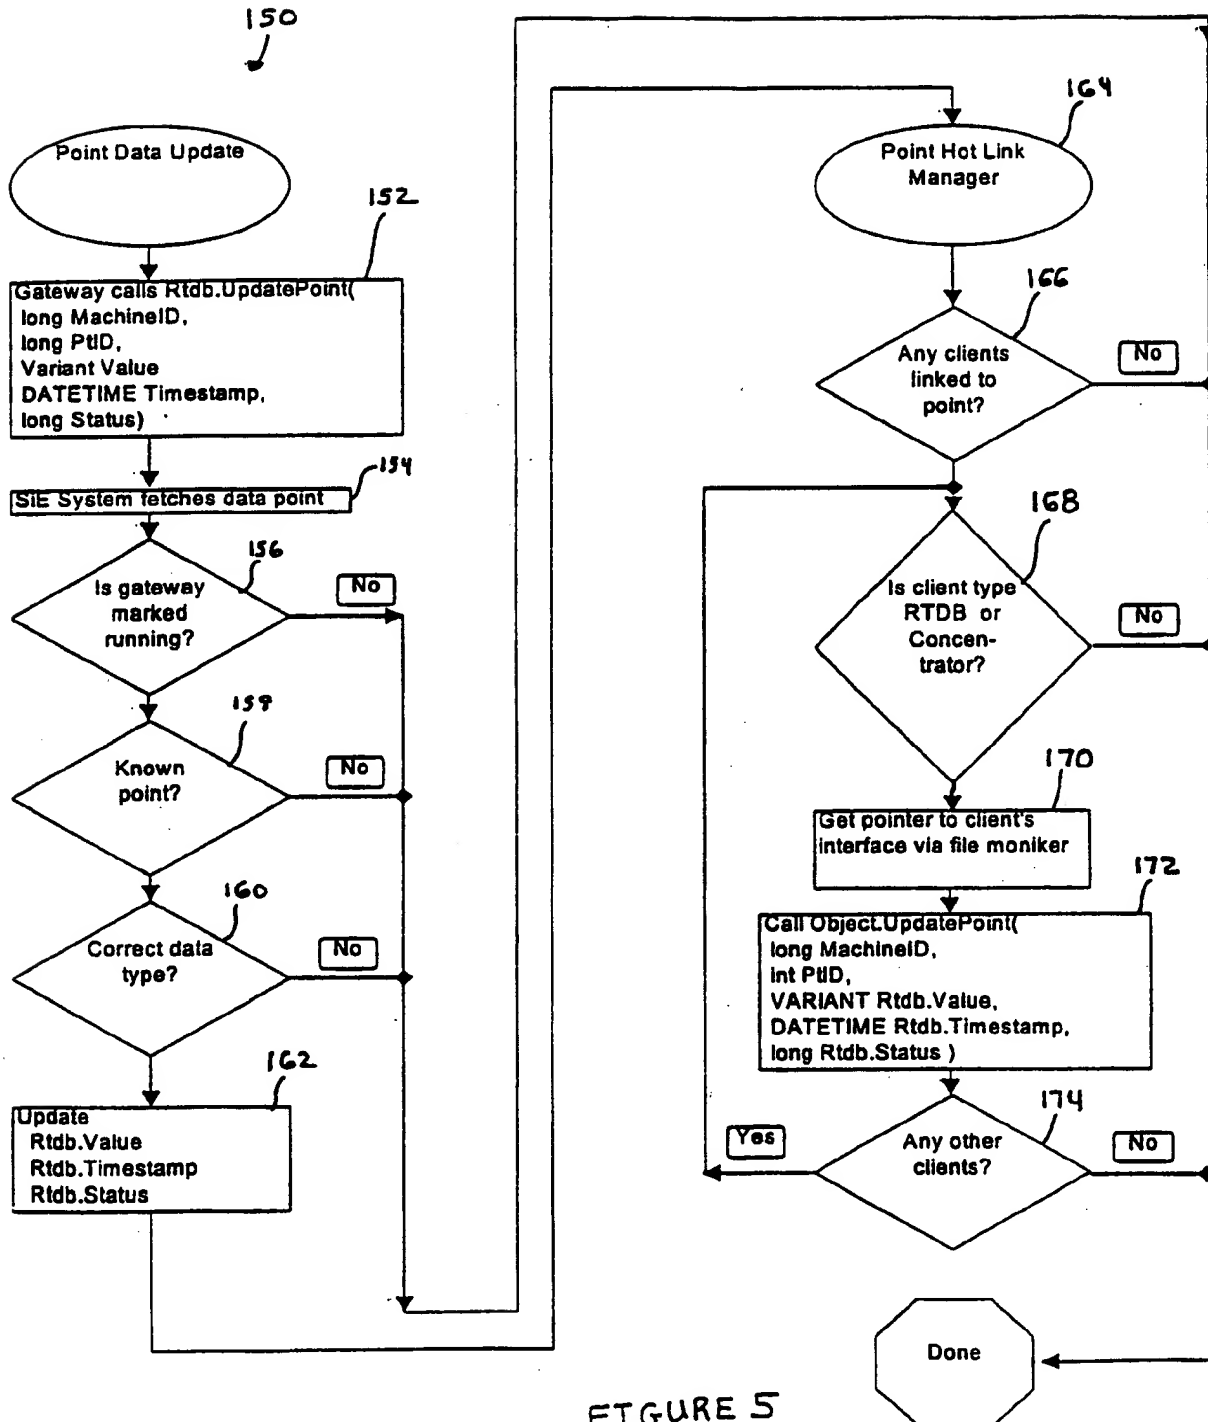 150
Point Data Update
152
Gateway calls Rtdb.UpdatePoint(
long MachineID,
long PtID,
Variant Value
DATETIME Timestamp,
long Status)
154
SIE System fetches data point
156
Is gateway
marked
running?
No
158
Known
point?
No
160
Correct data
type?
No
162
Update
Rtdb.Value
Rtdb.Timestamp
Rtdb.Status
164
Point Hot Link
Manager
166
Any clients
linked to
point?
No
168
Is client type
RTDB or
Concen-
trator?
No
170
Get pointer to client's
interface via file moniker
172
Call Object.UpdatePoint(
long MachineID,
int PtID,
VARIANT Rtdb.Value,
DATETIME Rtdb.Timestamp,
long Rtdb.Status )
174
Any other
clients?
Yes
No
Done
FIGURE 5